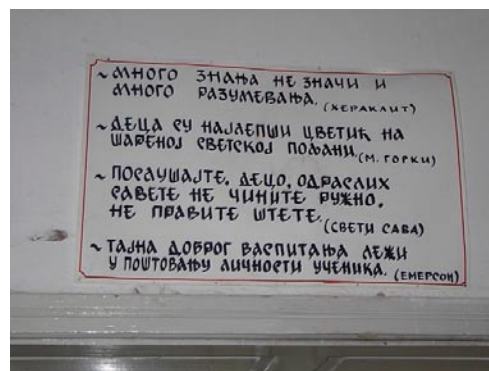 ~ МНОГО ЗНАЊА НЕ ЗНАЧИ И
МНОГО РАЗУМЕВАЊА. (ХЕРАКЛИТ)
~ ДЕЦА СУ НАЈЛЕПШИ ЦВЕТИЋ НА
ШАРЕНОЈ СВЕТСКОЈ ПОЉАНИ. (М. ГОРКИ)
~ ПОСЛУШАЈТЕ, ДЕЦО, ОДРАСЛИХ
САВЕТЕ НЕ ЧИНИТЕ РУЖНО,
НЕ ПРАВИТЕ ШТЕТЕ. (СВЕТИ САВА)
~ ТАЈНА ДОБРОГ ВАСПИТАЊА ЛЕЖИ
У ПОШТОВАЊУ ЛИЧНОСТИ УЧЕНИКА. (ЕМЕРСОН)